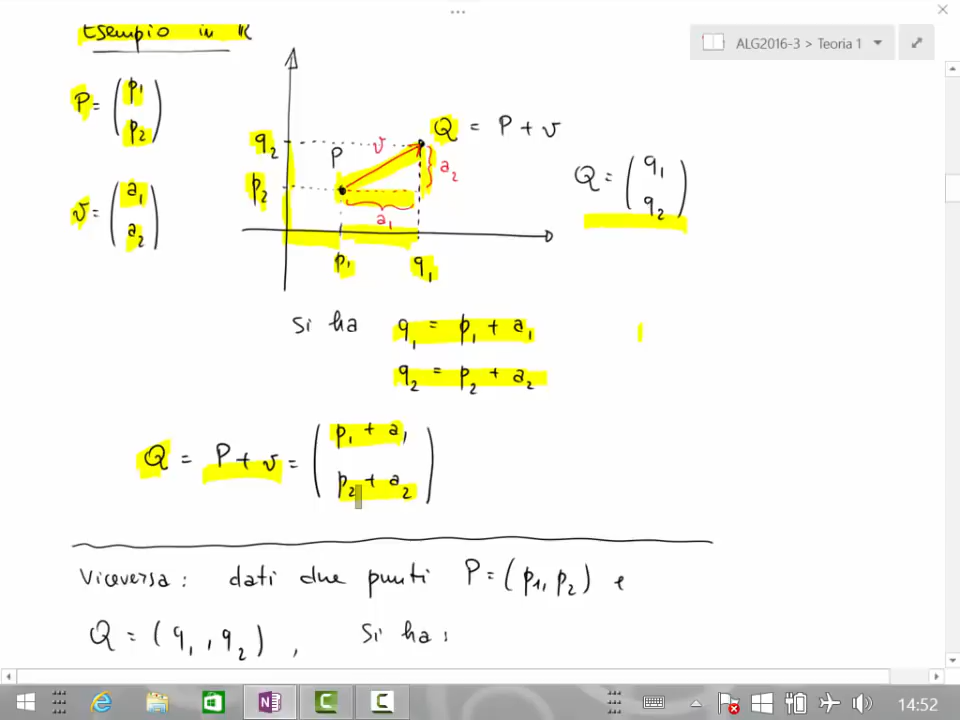 Esempio in R
ALG2016-3 > Teoria 1
P = (p1 p2)
v = (a1 a2)
q2
p2
P
v
Q = P + v
a2
a1
p1
q1
Q = (q1 q2)
si ha q1 = p1 + a1
q2 = p2 + a2
Q = P + v = (p1 + a1
p2 + a2)
Viceversa: dati due punti P = (p1, p2) e
Q = (q1, q2), si ha:
14:52